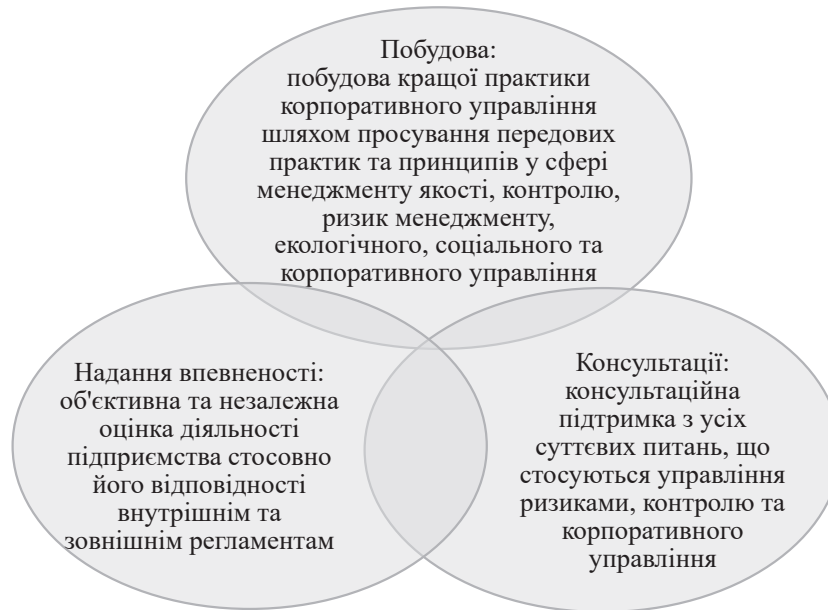 Побудова:
побудова кращої практики
корпоративного управління
шляхом просування передових
практик та принципів у сфері
менеджменту якості, контролю,
ризик менеджменту,
екологічного, соціального та
корпоративного управління
Надання впевненості:
об'єктивна та незалежна
оцінка діяльності
підприємства стосовно
його відповідності
внутрішнім та
зовнішнім регламентам
Консультації:
консультаційна
підтримка з усіх
суттєвих питань, що
стосуються управління
ризиками, контролю та
корпоративного
управління